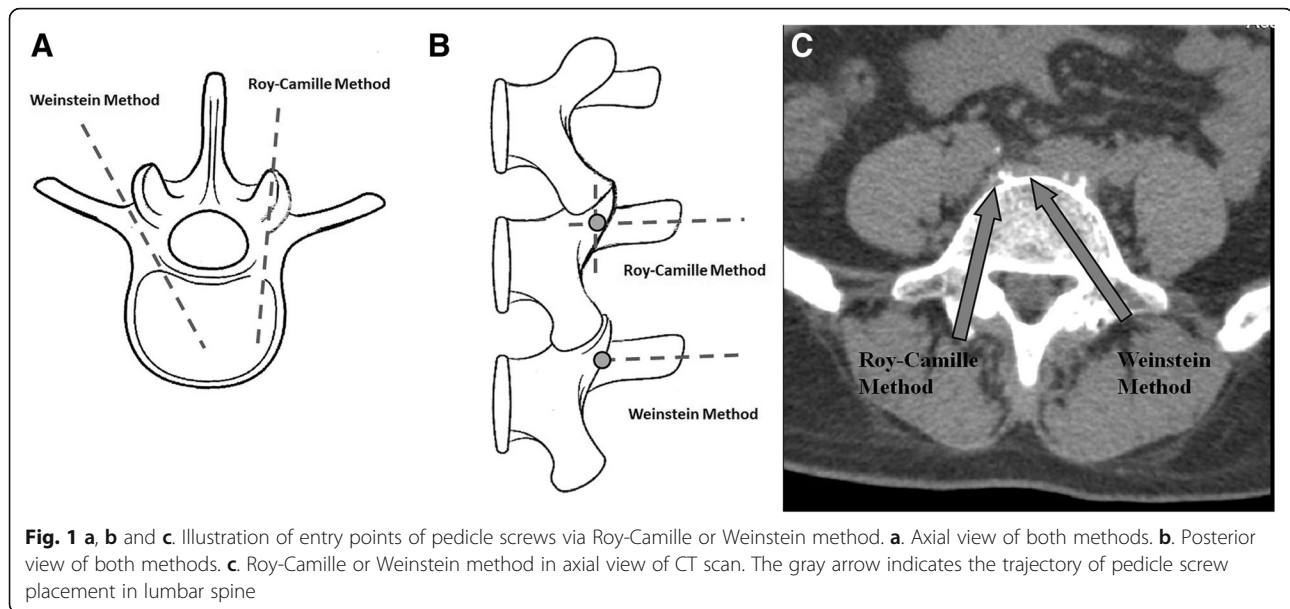 A
Weinstein Method
Roy-Camille
Method
B
Roy-Camille Method
Weinstein Method
C
Roy-Camille
Method
Weinstein
Method
Fig. 1 a, b and c. Illustration of entry points of pedicle screws via Roy-Camille or Weinstein method. a. Axial view of both methods. b. Posterior
view of both methods. c. Roy-Camille or Weinstein method in axial view of CT scan. The gray arrow indicates the trajectory of pedicle screw
placement in lumbar spine